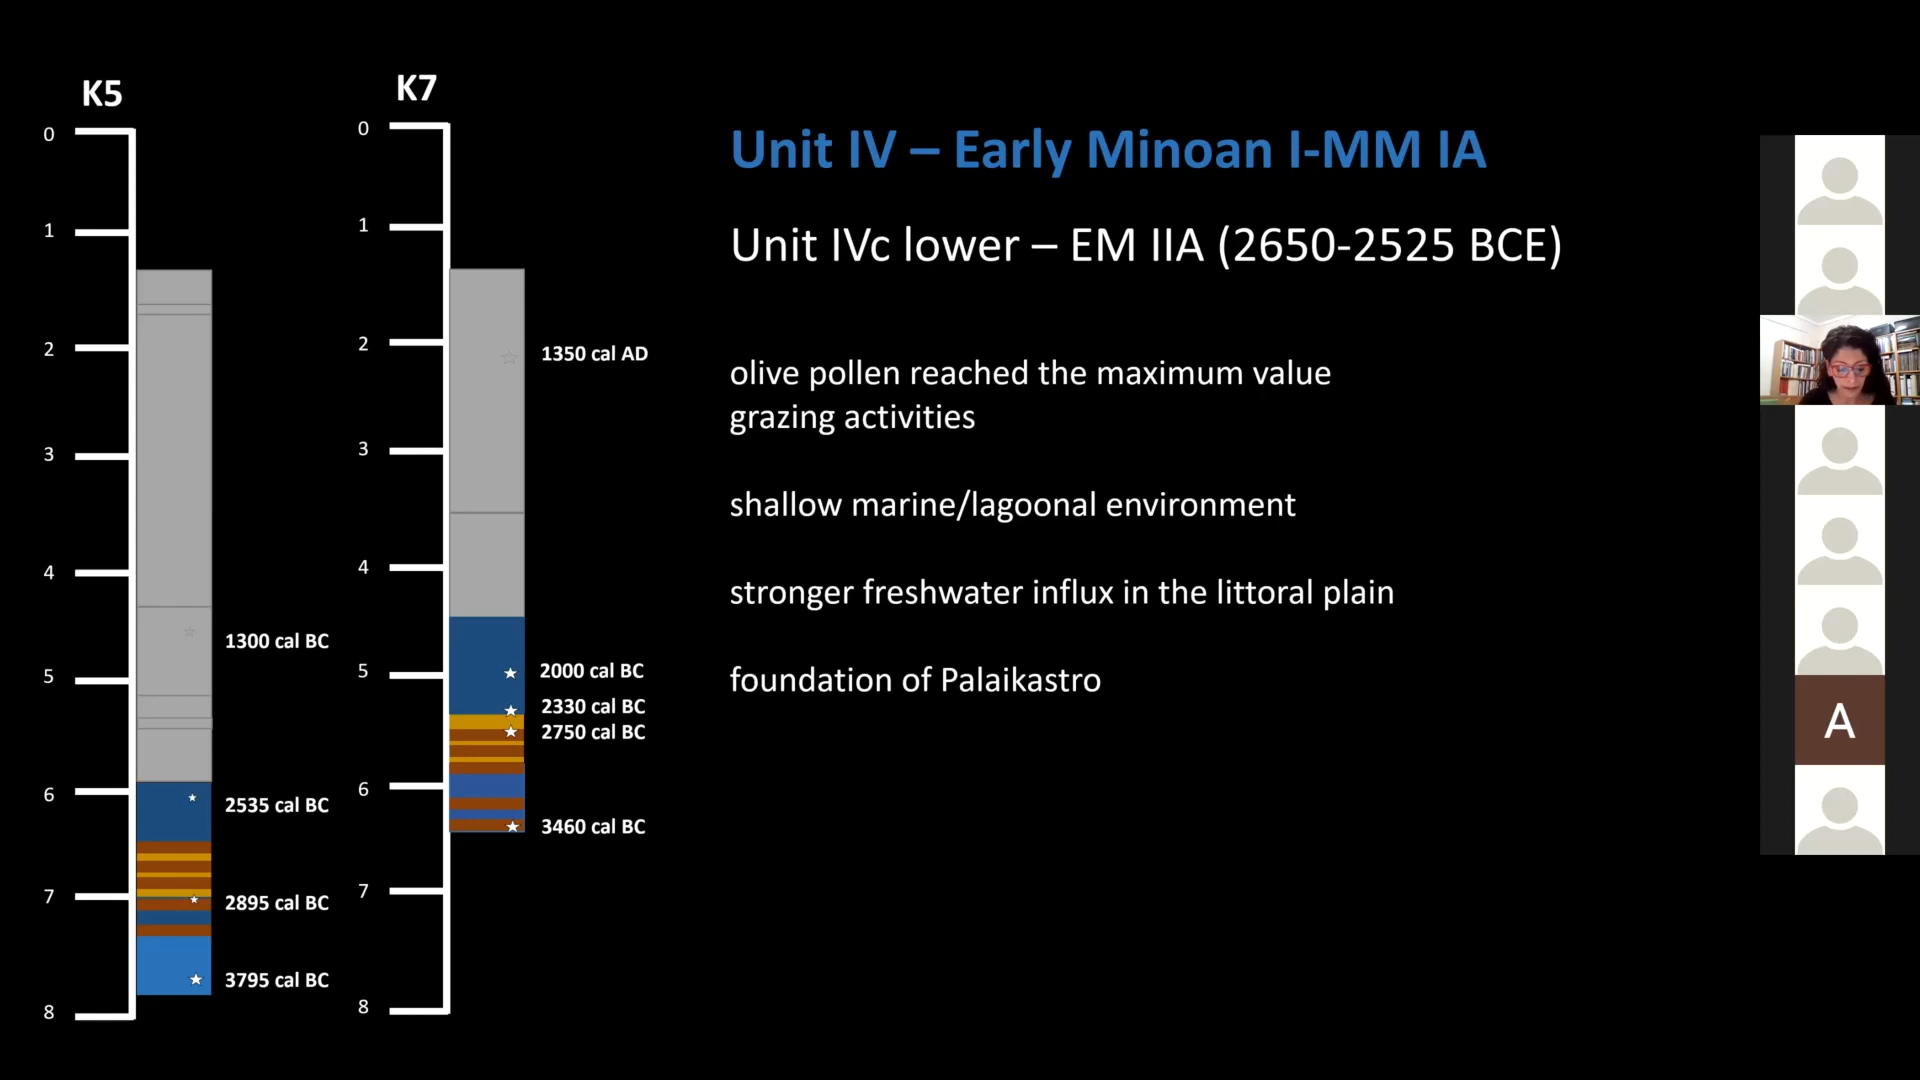 K5
0
1
2
3
4
5
6
7
8
1300 cal BC
2535 cal BC
2895 cal BC
3795 cal BC
K7
0
1
2
3
4
5
6
7
8
1350 cal AD
2000 cal BC
2330 cal BC
2750 cal BC
3460 cal BC
Unit IV – Early Minoan I-MM IA
Unit IVc lower – EM IIA (2650-2525 BCE)
olive pollen reached the maximum value
grazing activities
shallow marine/lagoonal environment
stronger freshwater influx in the littoral plain
foundation of Palaikastro
A